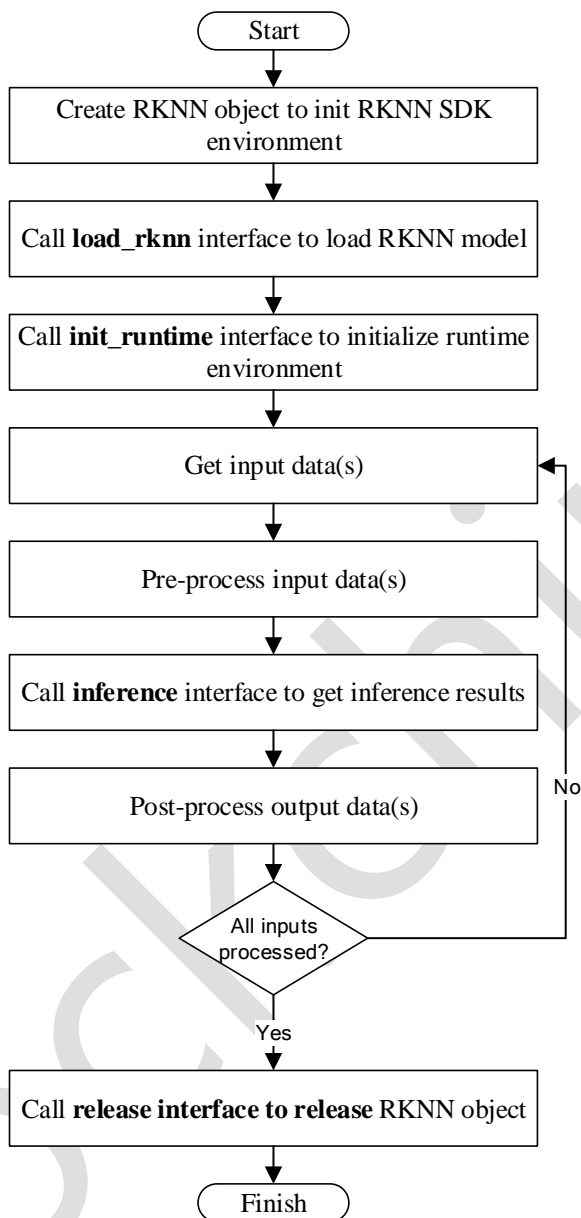 Start
Create RKNN object to init RKNN SDK
environment
Call load_rknn interface to load RKNN model
Call init_runtime interface to initialize runtime
environment
Get input data(s)
Pre-process input data(s)
Call inference interface to get inference results
Post-process output data(s)
No
All inputs
processed?
Yes
Call release interface to release RKNN object
Finish